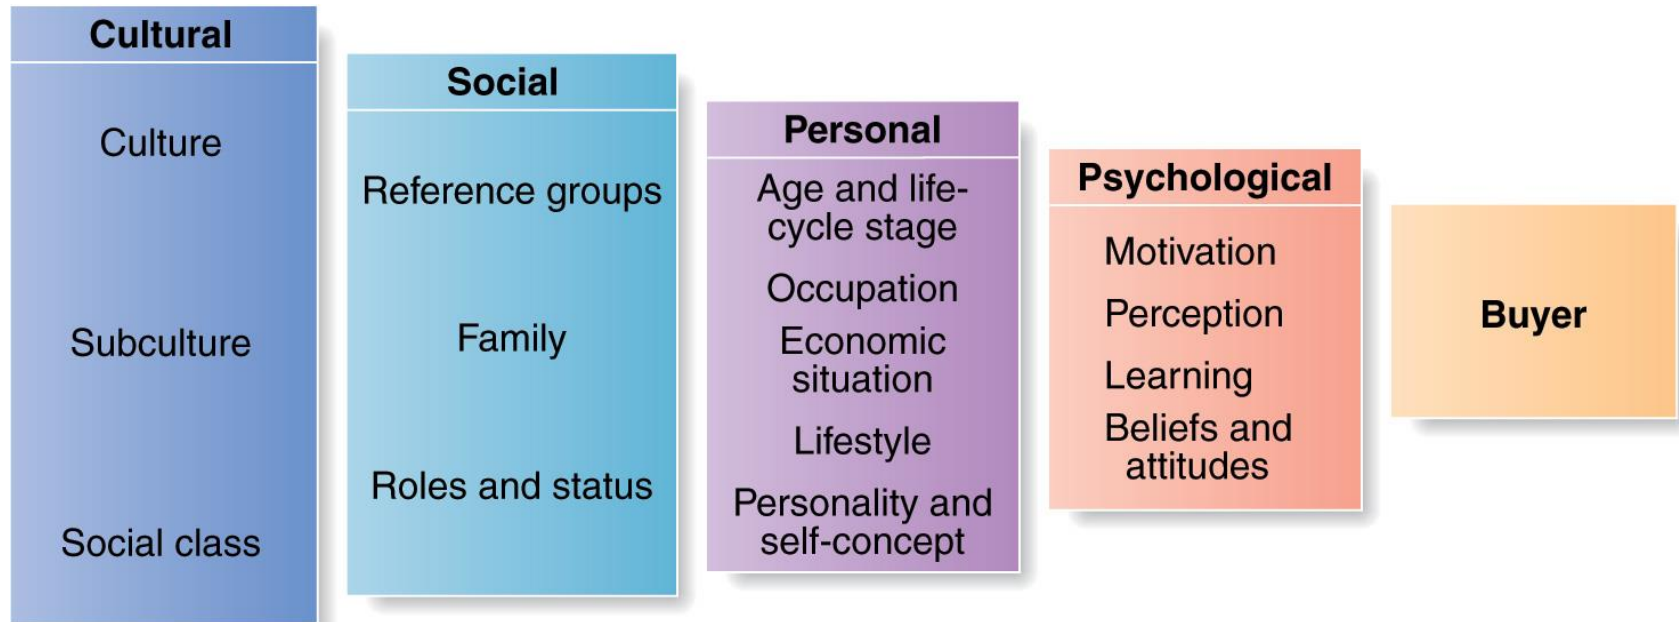 Cultural
Culture
Subculture
Social class
Social
Reference groups
Family
Roles and status
Personal
Age and life-
cycle stage
Occupation
Economic
situation
Lifestyle
Personality and
self-concept
Psychological
Motivation
Perception
Learning
Beliefs and
attitudes
Buyer